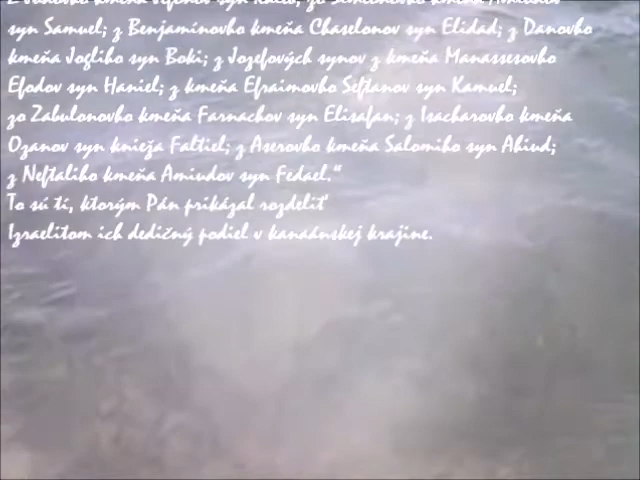 syn Samuel; z Benjamínovho kmeňa Chaselonov syn Elidad; z Danovho
kmeňa Jogliho syn Boki; z Jozefových synov z kmeňa Manassesovho
Efodov syn Haniel; z kmeňa Efraimovho Seftanov syn Kamuel;
zo Zabulonovho kmeňa Farnachov syn Elisafan; z Isacharovho kmeňa
Ozanov syn knieža Faltiel; z Aserovho kmeňa Salomiho syn Ahiud;
z Neftaliho kmeňa Amiudov syn Fedael.“
To sú tí, ktorým Pán prikázal rozdeliť
Izraelitom ich dedičný podiel v kanaánskej krajine.